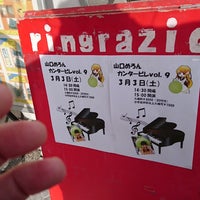 ringrazie
山口めろん
カンタービレvol. 9
3月3日(土)
14:30開場
15:00開演
山口めろん
カンタービレvol. 9
3月3日(土)
14:30開場
15:00開演